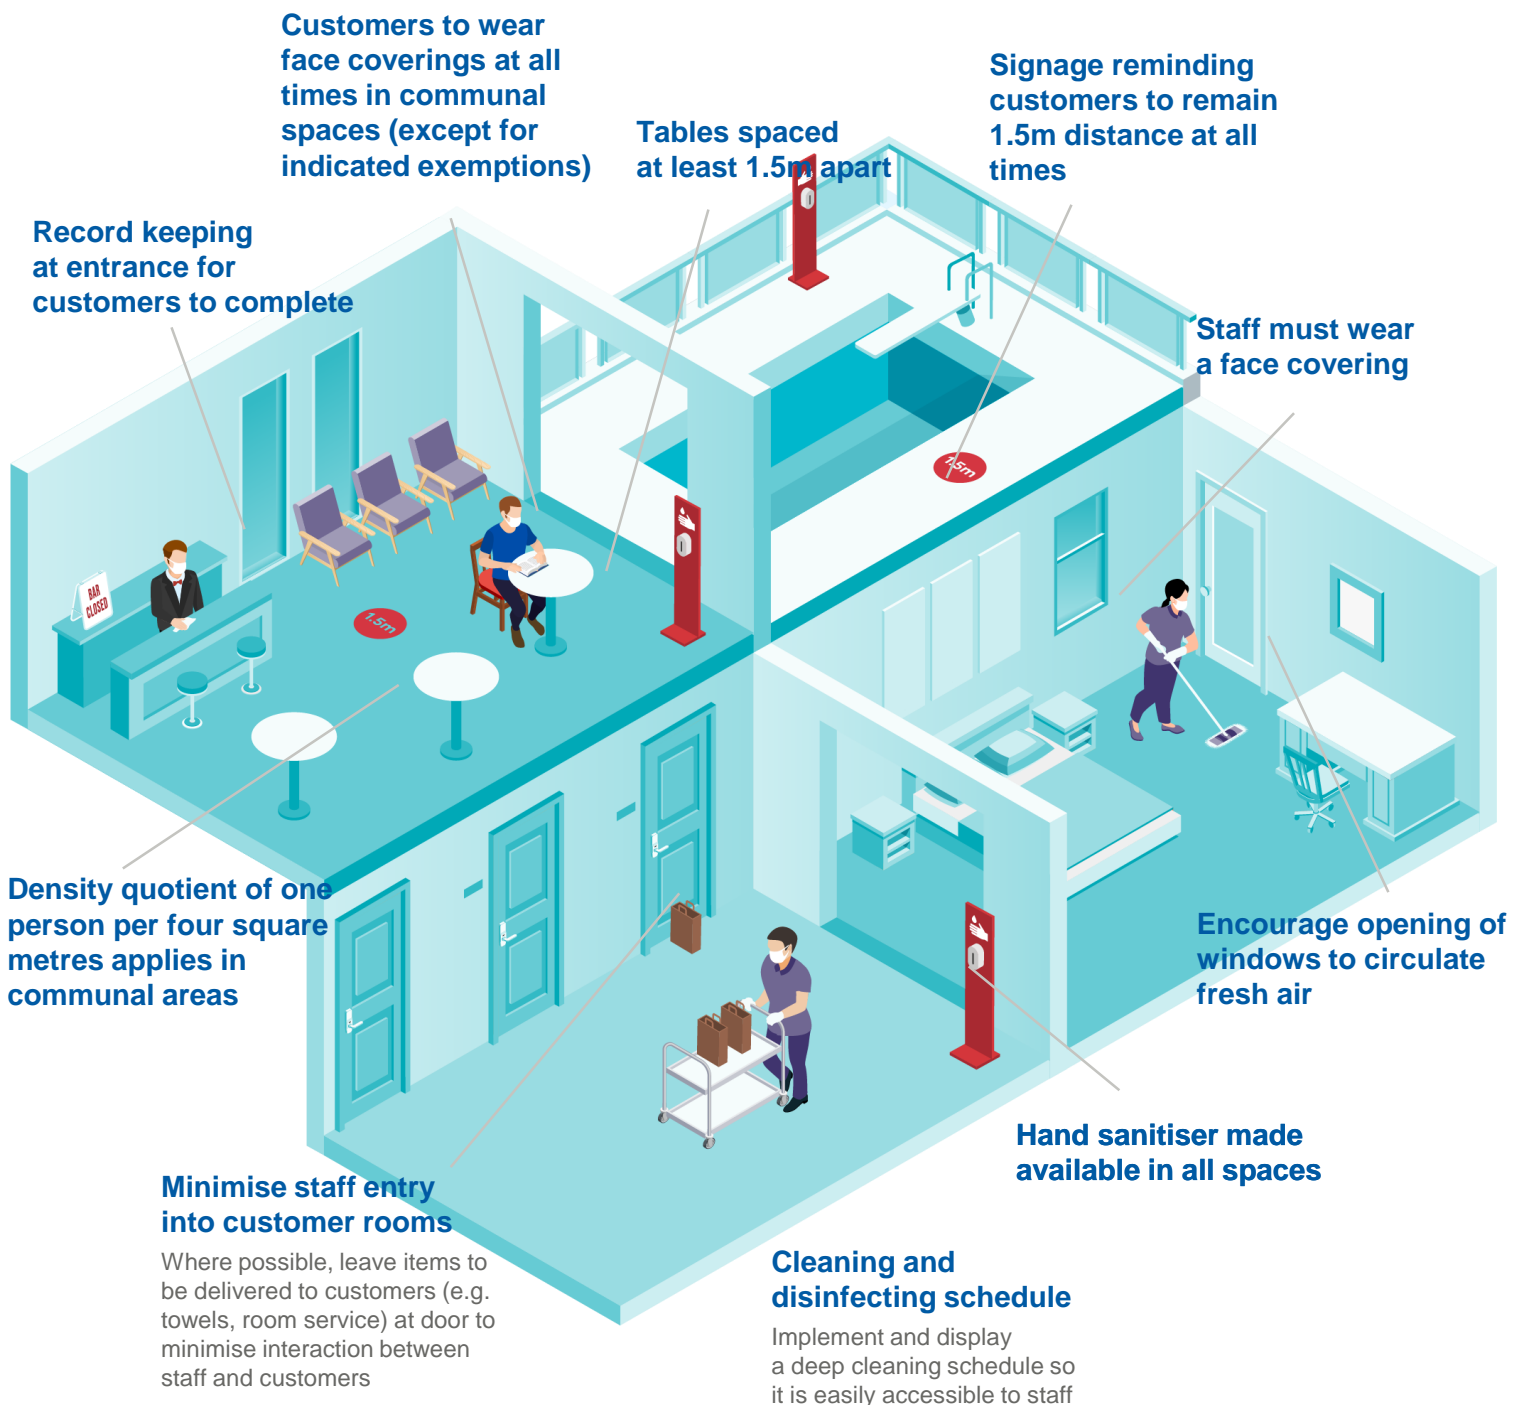 Customers to wear
face coverings at all
times in communal
spaces (except for
indicated exemptions)
Tables spaced
at least 1.5m apart
Signage reminding
customers to remain
1.5m distance at all
times
Record keeping
at entrance for
customers to complete
Staff must wear
a face covering
1.5m
BAR
CLOSED
1.5m
Density quotient of one
person per four square
metres applies in
communal areas
Encourage opening of
windows to circulate
fresh air
Hand sanitiser made
available in all spaces
Minimise staff entry
into customer rooms
Where possible, leave items to
be delivered to customers (e.g.
towels, room service) at door to
minimise interaction between
staff and customers
Cleaning and
disinfecting schedule
Implement and display
a deep cleaning schedule so
it is easily accessible to staff